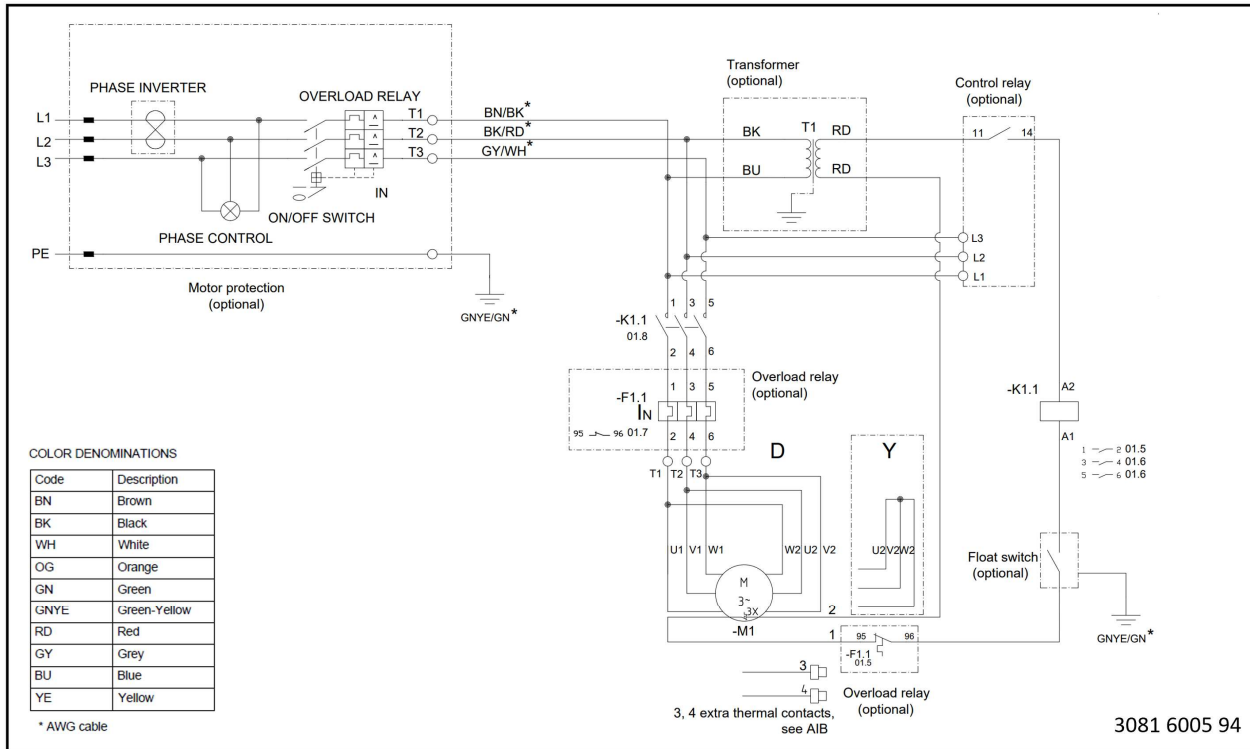 PHASE INVERTER
OVERLOAD RELAY
L1
L2
L3
T1
T2
T3
BN/BK*
BK/RD*
GY/WH*
IN
ON/OFF SWITCH
PHASE CONTROL
PE
Motor protection
(optional)
GNYE/GN*
Transformer
(optional)
BK
T1
RD
BU
RD
Control relay
(optional)
11
14
L3
L2
L1
1 3 5
-K1.1
01.8
2 4 6
Overload relay
(optional)
1 3 5
-F1.1
IN
95 96 01.7
2 4 6
T1 T2 T3
D
Y
U1 V1 W1
W2 U2 V2
U2 V2 W2
M
3~
3X
-M1
2
1
95 96
-F1.1
01.5
Overload relay
(optional)
3
4
3, 4 extra thermal contacts,
see AIB
-K1.1
A2
A1
1 2 01.5
3 4 01.6
5 6 01.6
Float switch
(optional)
GNYE/GN*
COLOR DENOMINATIONS
Code Description
BN Brown
BK Black
WH White
OG Orange
GN Green
GNYE Green-Yellow
RD Red
GY Grey
BU Blue
YE Yellow
* AWG cable
3081 6005 94